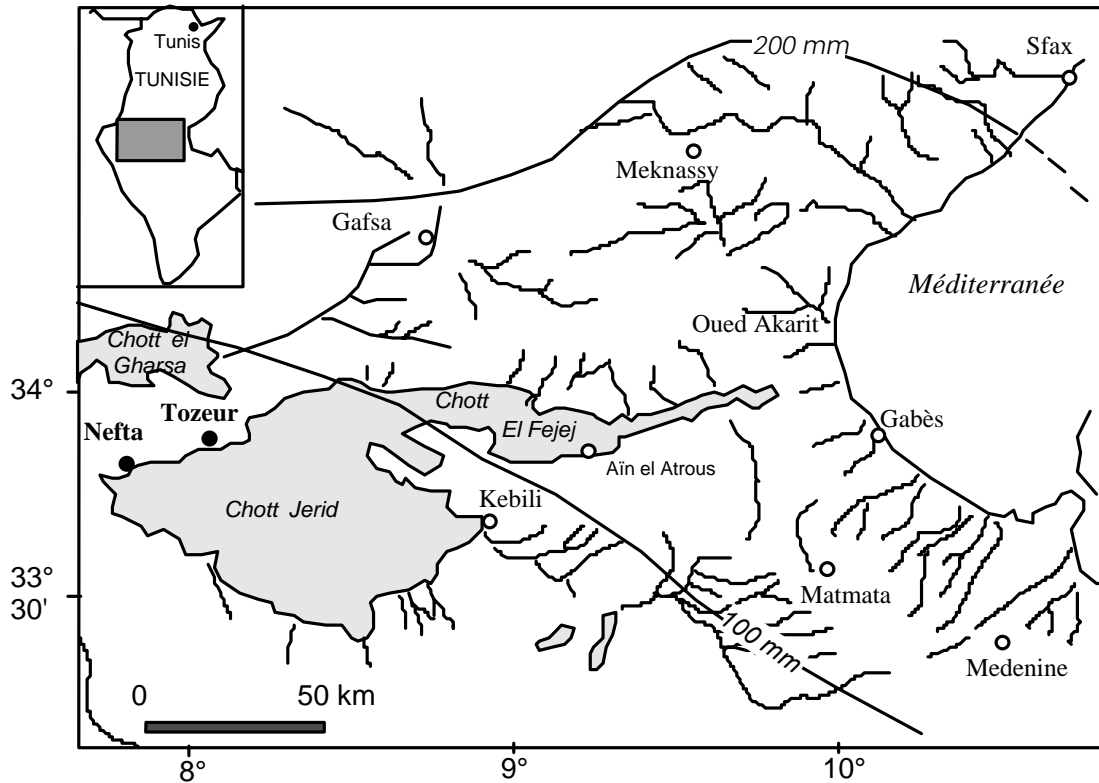 Tunis
TUNISIE
200 mm
Sfax
Meknassy
Gafsa
Méditerranée
Oued Akarit
Chott el
Gharsa
34°
Chott
El Fejej
Tozeur
Nefta
Gabès
Aïn el Atrous
Kebili
Chott Jerid
33°
30'
Matmata
100 mm
Medenine
0 50 km
8° 9° 10°